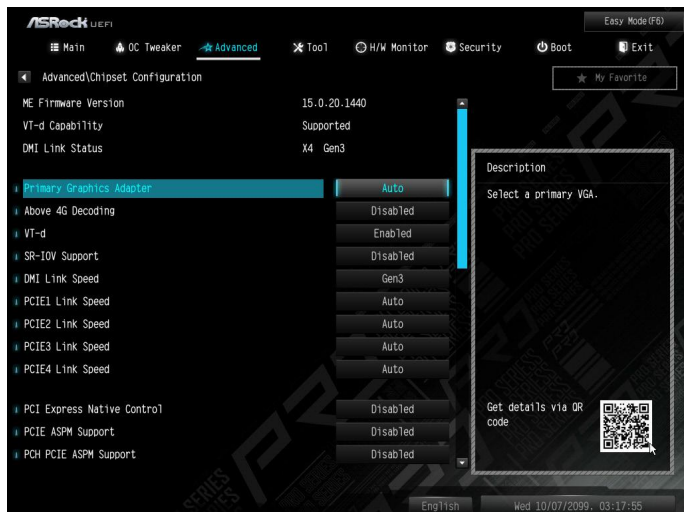 ASRock UEFI
Easy Mode(F6)
Main OC Tweaker Advanced Tool H/W Monitor Security Boot Exit
Advanced\Chipset Configuration
My Favorite
ME Firmware Version 15.0.20.1440
VT-d Capability Supported
DMI Link Status X4 Gen3
Description
Primary Graphics Adapter Auto
Select a primary VGA.
Above 4G Decoding Disabled
VT-d Enabled
SR-IOV Support Disabled
DMI Link Speed Gen3
PCIE1 Link Speed Auto
PCIE2 Link Speed Auto
PCIE3 Link Speed Auto
PCIE4 Link Speed Auto
PCI Express Native Control Disabled
PCIE ASPM Support Disabled
PCH PCIE ASPM Support Disabled
Get details via QR
code
English
Wed 10/07/2099. 03:17:55